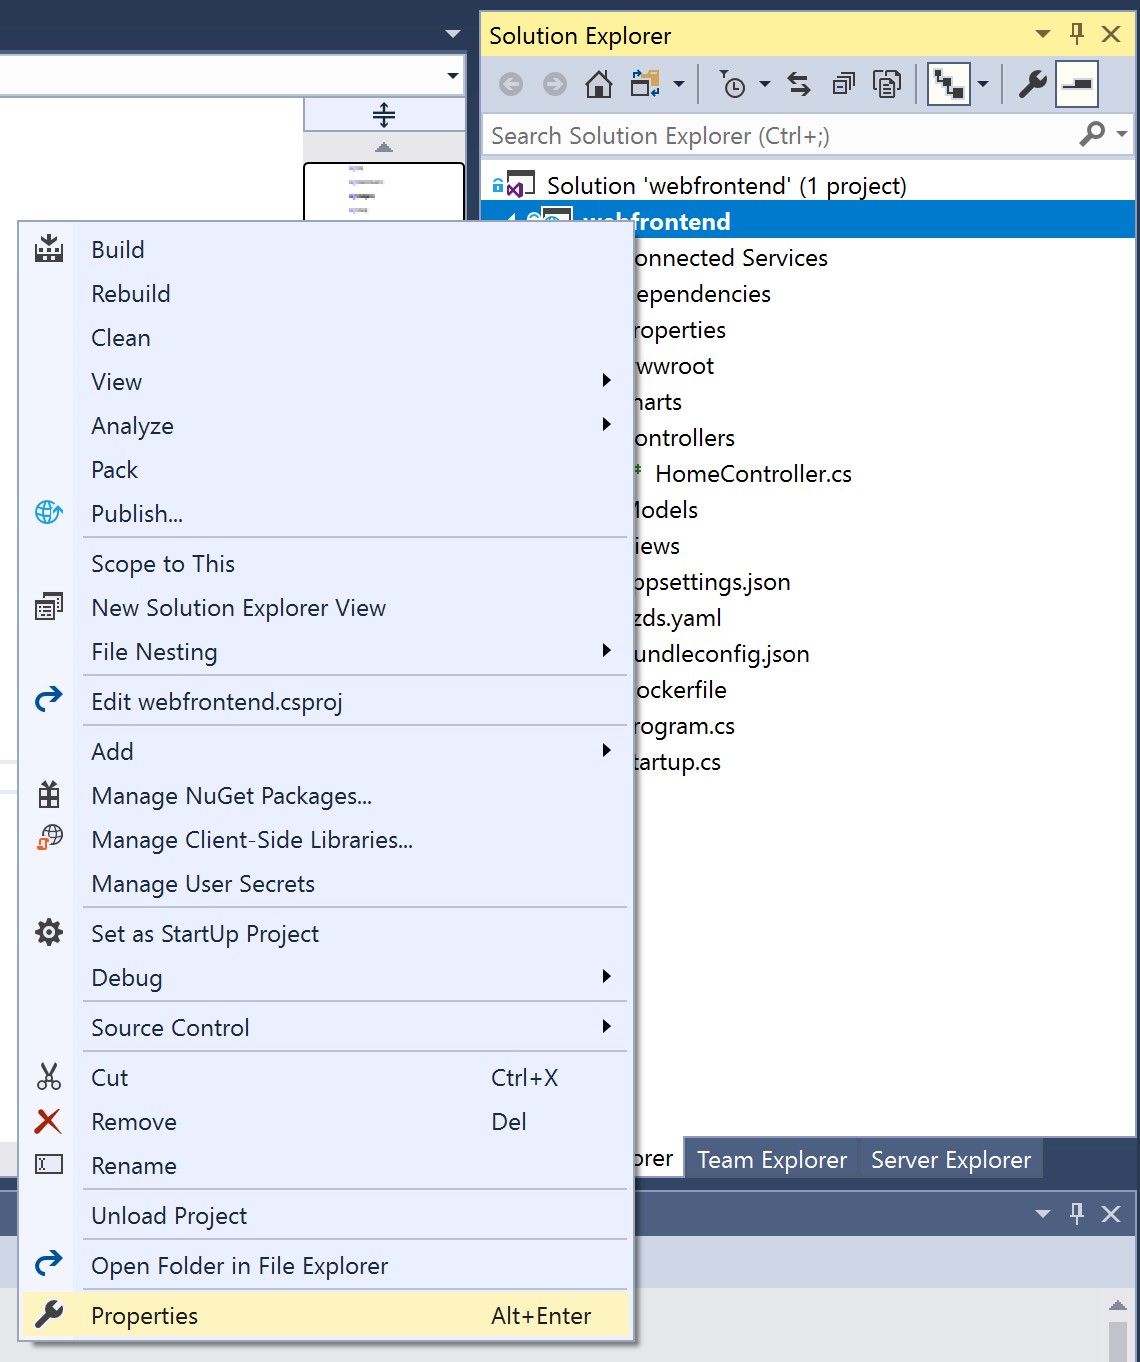 Solution Explorer
Search Solution Explorer (Ctrl+;)
Solution 'webfrontend' (1 project)
webfrontend
onnected Services
ependencies
roperties
wwroot
harts
ontrollers
HomeController.cs
Models
iews
ppsettings.json
zds.yaml
undleconfig.json
ockerfile
rogram.cs
tartup.cs
Build
Rebuild
Clean
View
Analyze
Pack
Publish...
Scope to This
New Solution Explorer View
File Nesting
Edit webfrontend.csproj
Add
Manage NuGet Packages...
Manage Client-Side Libraries...
Manage User Secrets
Set as StartUp Project
Debug
Source Control
Cut Ctrl+X
Remove Del
Rename
Unload Project
Open Folder in File Explorer
Properties Alt+Enter
orer Team Explorer Server Explorer